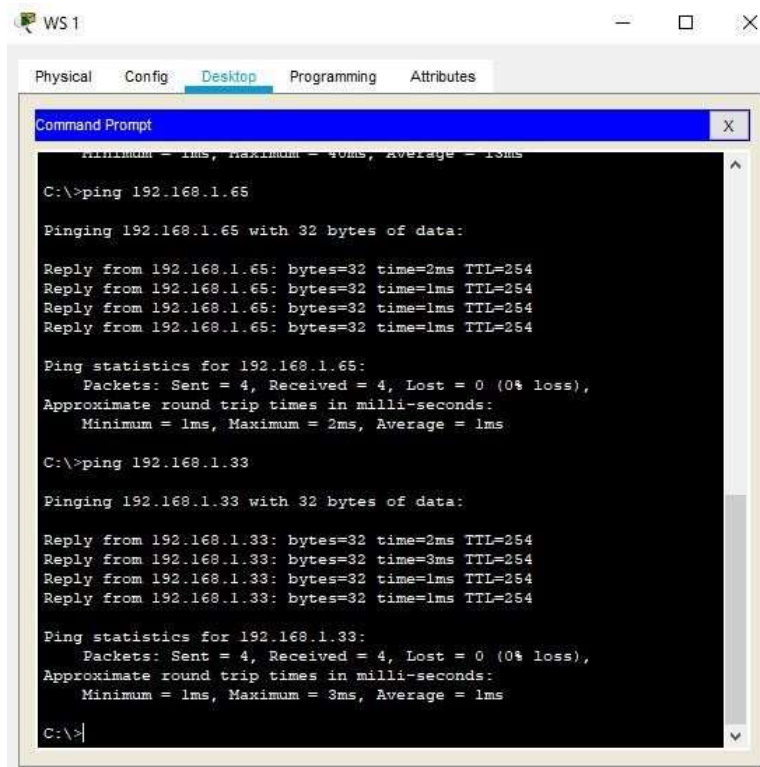 WS 1
Physical Config Desktop Programming Attributes
Command Prompt X
Minimum = 1ms, Maximum = 40ms, Average = 13ms
C:\>ping 192.168.1.65
Pinging 192.168.1.65 with 32 bytes of data:
Reply from 192.168.1.65: bytes=32 time=2ms TTL=254
Reply from 192.168.1.65: bytes=32 time=1ms TTL=254
Reply from 192.168.1.65: bytes=32 time=1ms TTL=254
Reply from 192.168.1.65: bytes=32 time=1ms TTL=254
Ping statistics for 192.168.1.65:
Packets: Sent = 4, Received = 4, Lost = 0 (0% loss),
Approximate round trip times in milli-seconds:
Minimum = 1ms, Maximum = 2ms, Average = 1ms
C:\>ping 192.168.1.33
Pinging 192.168.1.33 with 32 bytes of data:
Reply from 192.168.1.33: bytes=32 time=2ms TTL=254
Reply from 192.168.1.33: bytes=32 time=3ms TTL=254
Reply from 192.168.1.33: bytes=32 time=1ms TTL=254
Reply from 192.168.1.33: bytes=32 time=1ms TTL=254
Ping statistics for 192.168.1.33:
Packets: Sent = 4, Received = 4, Lost = 0 (0% loss),
Approximate round trip times in milli-seconds:
Minimum = 1ms, Maximum = 3ms, Average = 1ms
C:\>